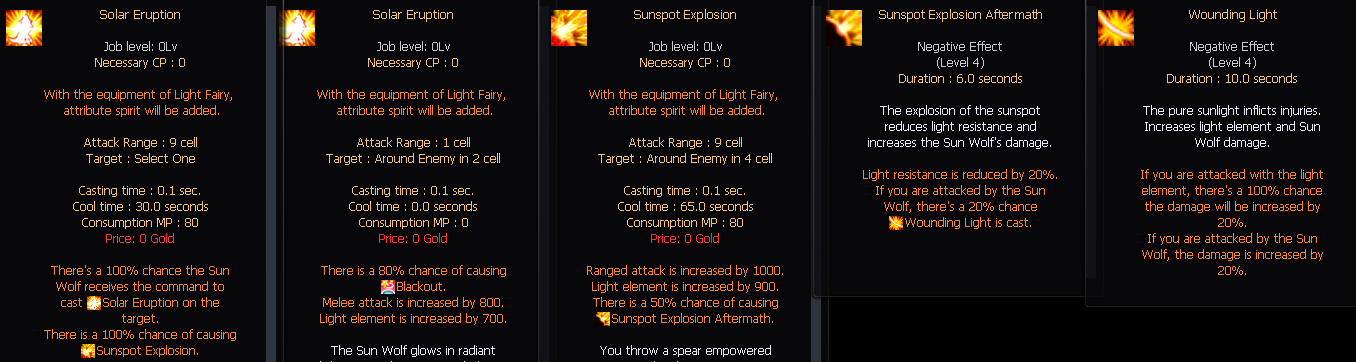 Solar Eruption
Job level: 0Lv
Necessary CP : 0
With the equipment of Light Fairy,
attribute spirit will be added.
Attack Range : 9 cell
Target : Select One
Casting time : 0.1 sec.
Cool time : 30.0 seconds
Consumption MP : 80
Price: 0 Gold
There's a 100% chance the Sun
Wolf receives the command to
cast Solar Eruption on the
target.
There is a 100% chance of causing
Sunspot Explosion.
Solar Eruption
Job level: 0Lv
Necessary CP : 0
With the equipment of Light Fairy,
attribute spirit will be added.
Attack Range : 1 cell
Target : Around Enemy in 2 cell
Casting time : 0.1 sec.
Cool time : 0.0 seconds
Consumption MP : 0
Price: 0 Gold
There is a 80% chance of causing
Blackout.
Melee attack is increased by 800.
Light element is increased by 700.
The Sun Wolf glows in radiant
Sunspot Explosion
Job level: 0Lv
Necessary CP : 0
With the equipment of Light Fairy,
attribute spirit will be added.
Attack Range : 9 cell
Target : Around Enemy in 4 cell
Casting time : 0.1 sec.
Cool time : 65.0 seconds
Consumption MP : 80
Price: 0 Gold
Ranged attack is increased by 1000.
Light element is increased by 900.
There is a 50% chance of causing
Sunspot Explosion Aftermath.
You throw a spear empowered
Sunspot Explosion Aftermath
Negative Effect
(Level 4)
Duration : 6.0 seconds
The explosion of the sunspot
reduces light resistance and
increases the Sun Wolf's damage.
Light resistance is reduced by 20%.
If you are attacked by the Sun
Wolf, there's a 20% chance
Wounding Light is cast.
Wounding Light
Negative Effect
(Level 4)
Duration : 10.0 seconds
The pure sunlight inflicts injuries.
Increases light element and Sun
Wolf damage.
If you are attacked with the light
element, there's a 100% chance
the damage will be increased by
20%.
If you are attacked by the Sun
Wolf, the damage is increased by
20%.